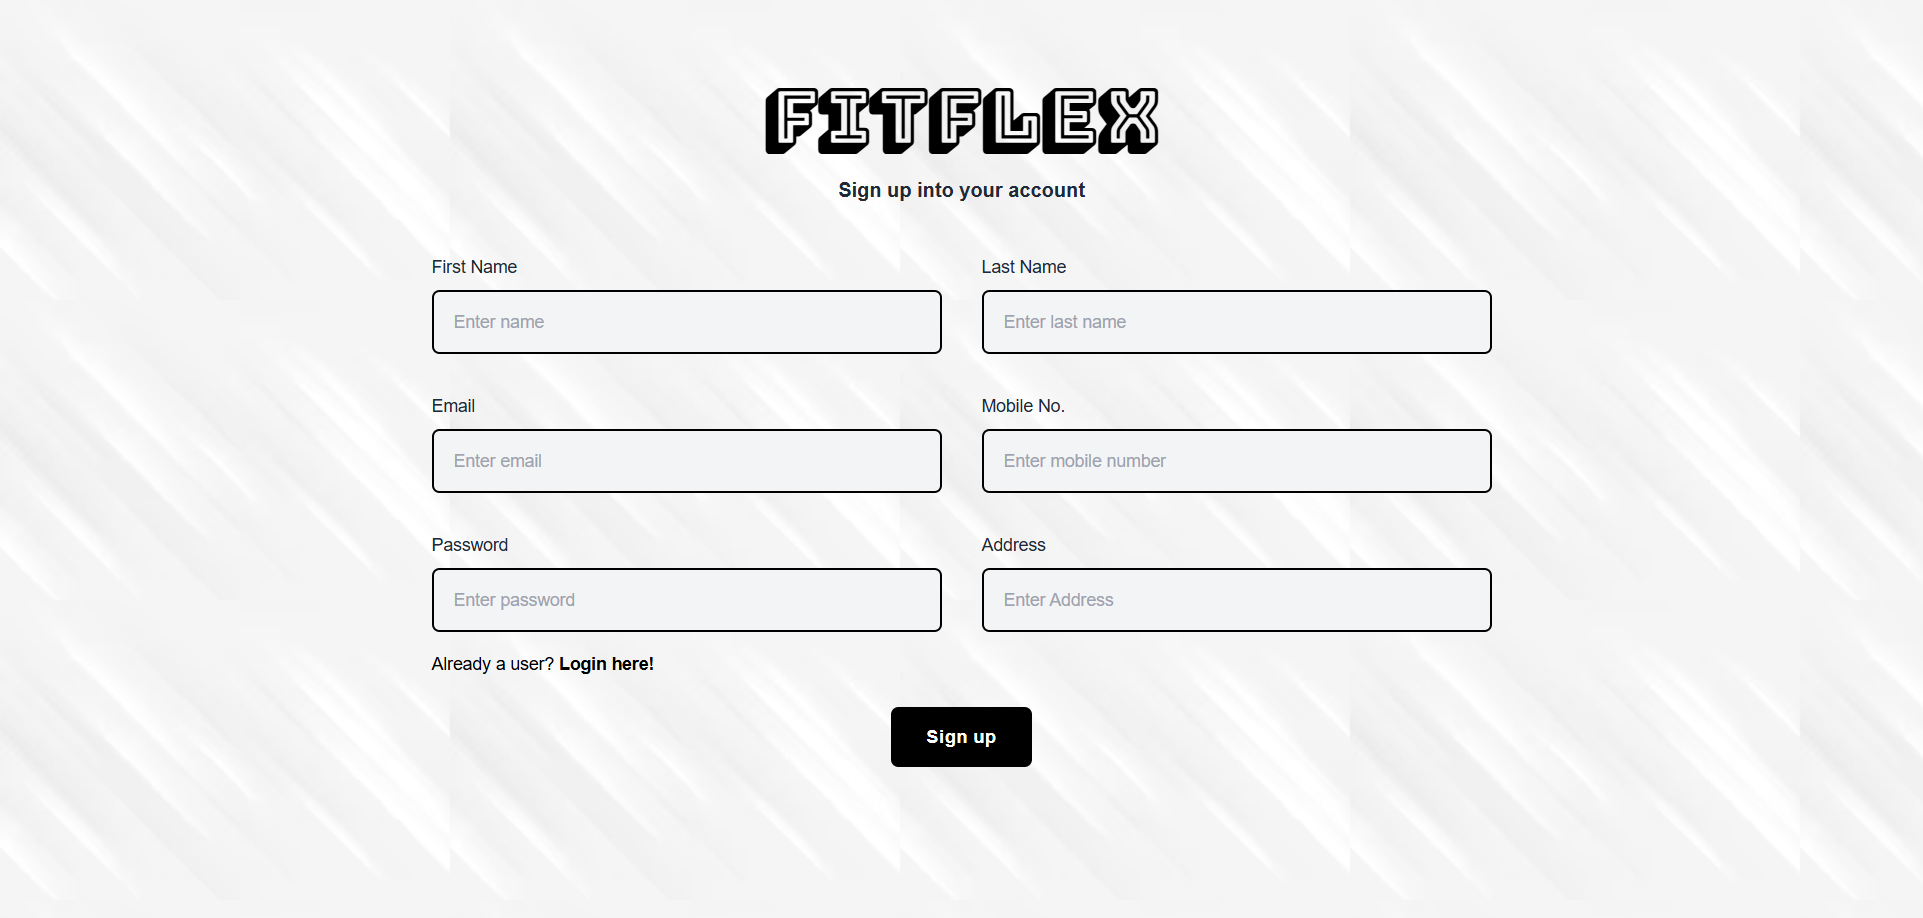 FITFLEX
Sign up into your account
First Name
Last Name
Enter name
Enter last name
Email
Mobile No.
Enter email
Enter mobile number
Password
Address
Enter password
Enter Address
Already a user? Login here!
Sign up